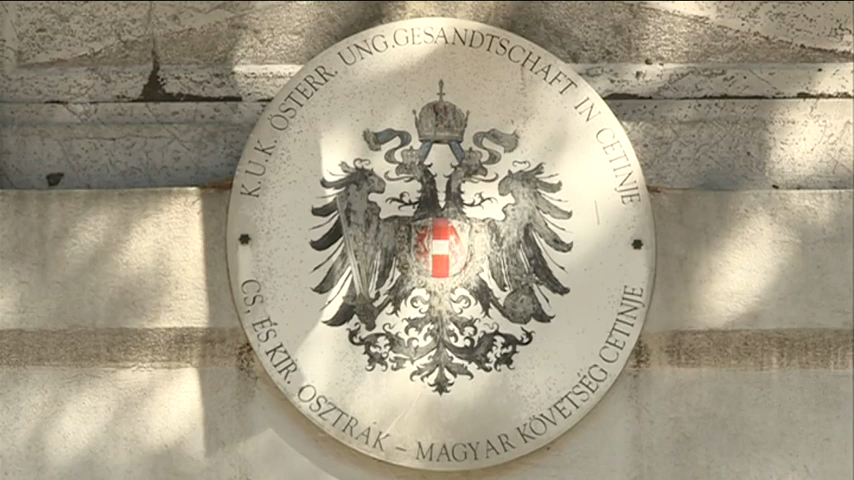 K.U.K. ÖSTERR. UNG.GESANDTSCHAFT IN CETINJE
CS, ÉS KIR. OSZTRÁK – MAGYAR KÖVETSÉG CETINJE